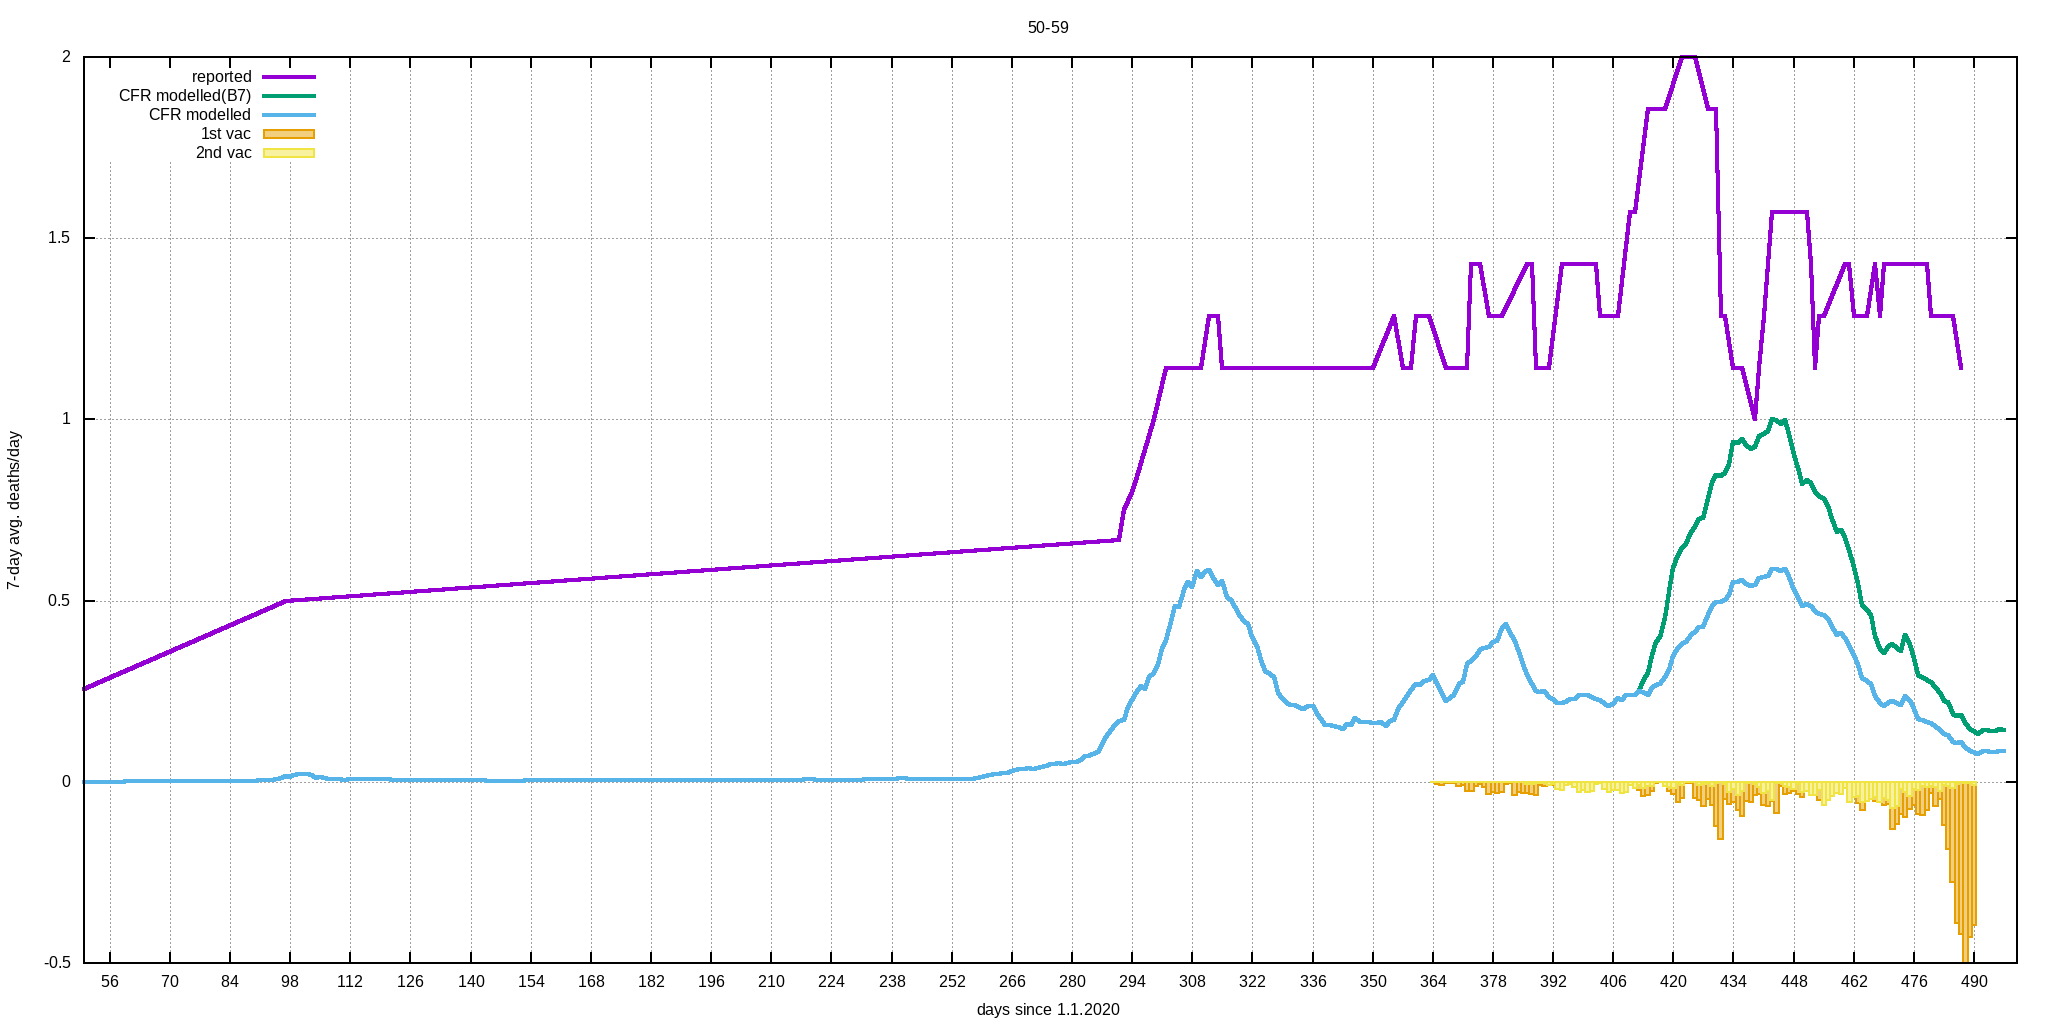 50-59
reported
CFR modelled(B7)
CFR modelled
1st vac
2nd vac
2
1.5
1
0.5
0
-0.5
7-day avg. deaths/day
56 70 84 98 112 126 140 154 168 182 196 210 224 238 252 266 280 294 308 322 336 350 364 378 392 406 420 434 448 462 476 490
days since 1.1.2020